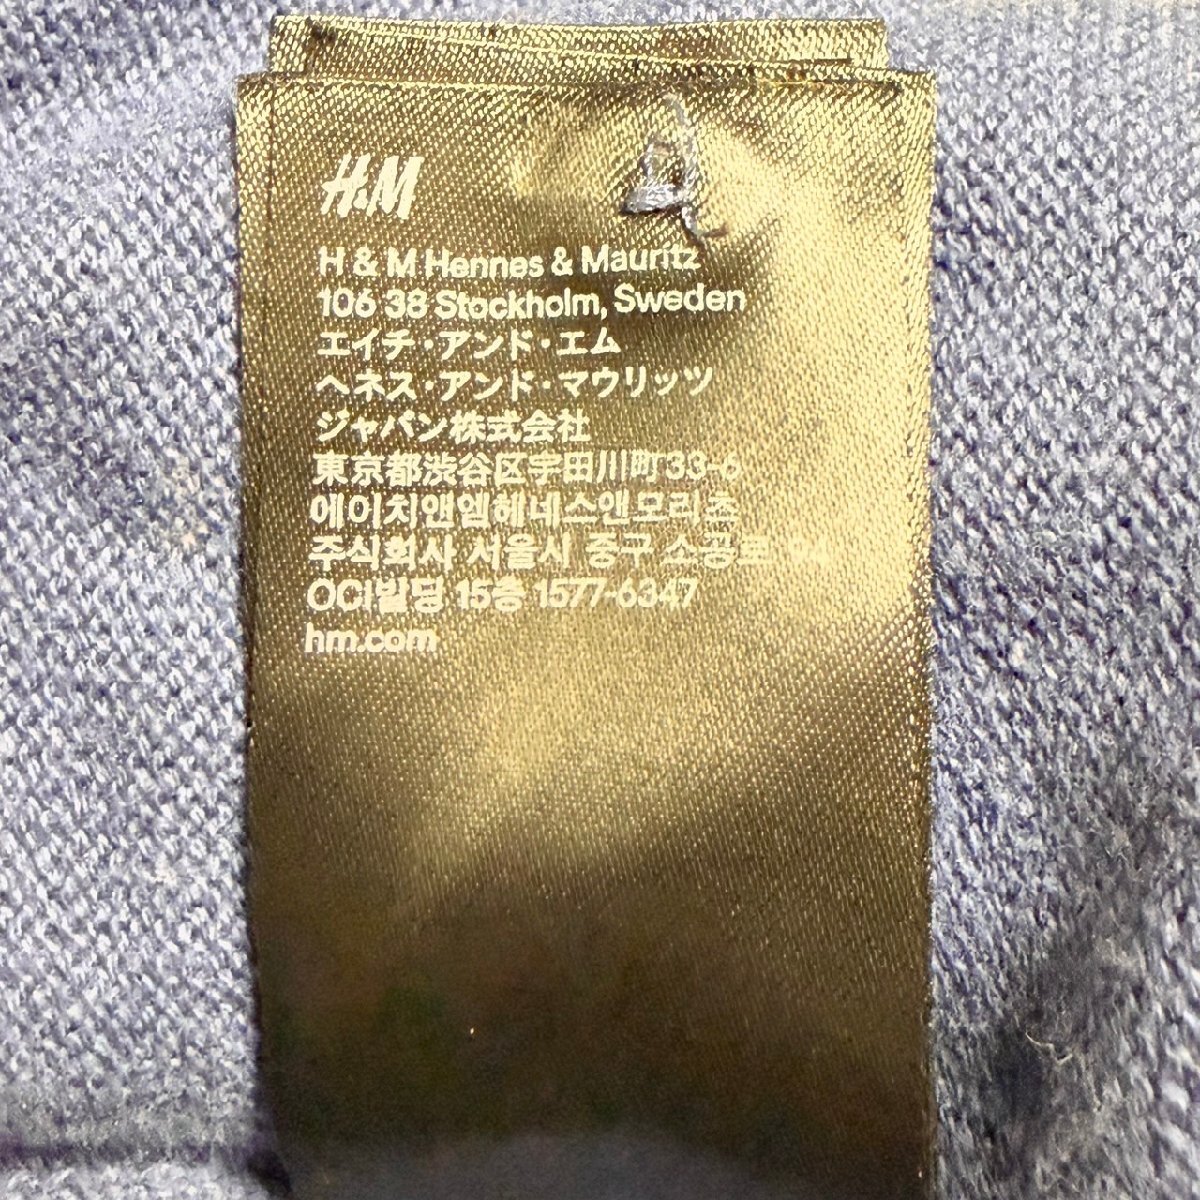 H&M
H & M Hennes & Mauritz
106 38 Stockholm, Sweden
エイチ・アンド・エム
ヘネス・アンド・マウリッツ
ジャパン株式会社
東京都渋谷区宇田川町33-6
에이치앤엠헤네스앤모리츠
주식회사 서울시 중구 소공로 94
OCI빌딩 15층 1577-6347
hm.com